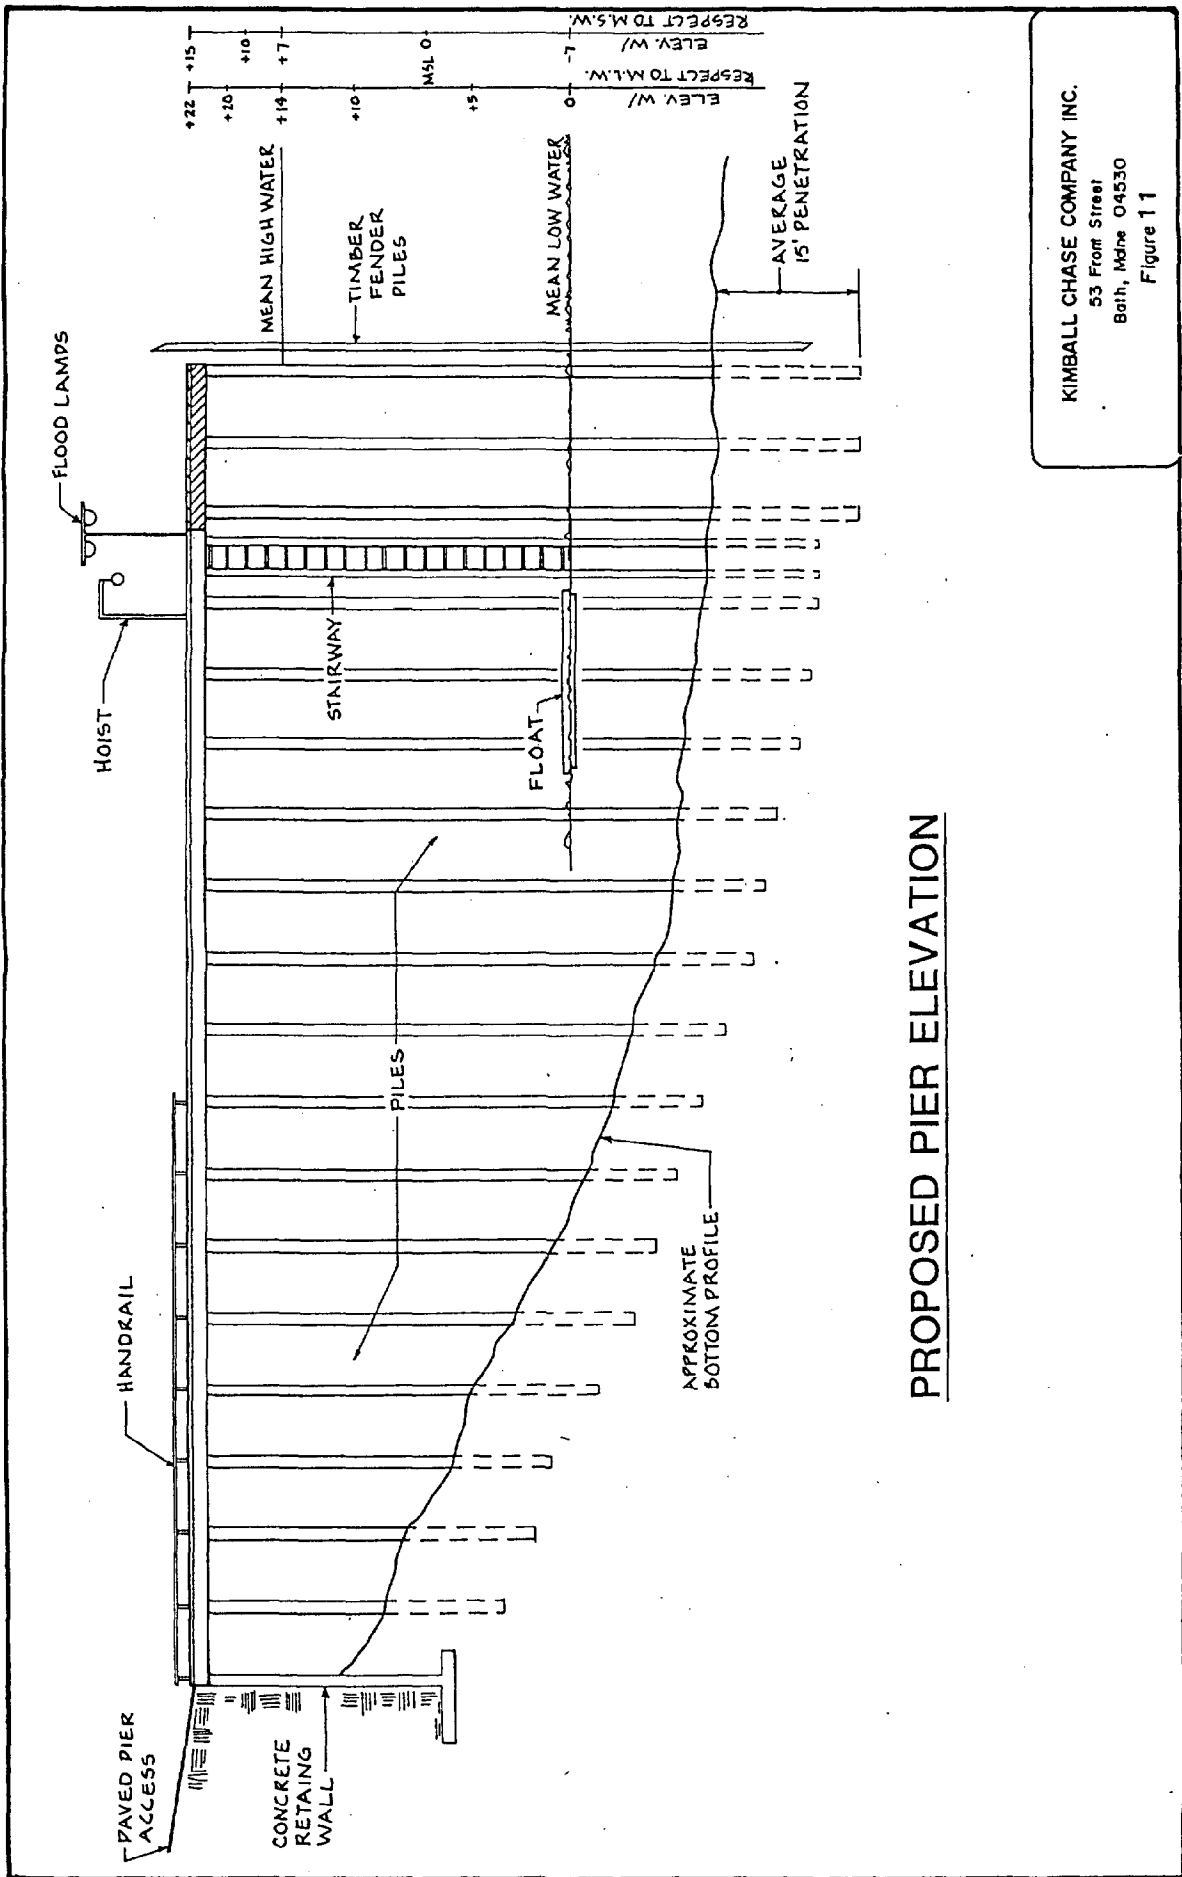 PAVED PIER
ACCESS
HANDRAIL
HOIST
FLOOD LAMPS
CONCRETE
RETAING
WALL
PILES
STAIRWAY
FLOAT
APPROXIMATE
BOTTOM PROFILE
MEAN HIGH WATER
TIMBER
FENDER
PILES
MEAN LOW WATER
AVERAGE
15' PENETRATION
+22
+20
+14
+10
+5
0
ELEV. W/
RESPECT TO M.L.W.
+15
+10
+7
MSL 0
-7
ELEV. W/
RESPECT TO M.S.W.
PROPOSED PIER ELEVATION
KIMBALL CHASE COMPANY INC.
53 Front Street
Bath, Maine 04530
Figure 11